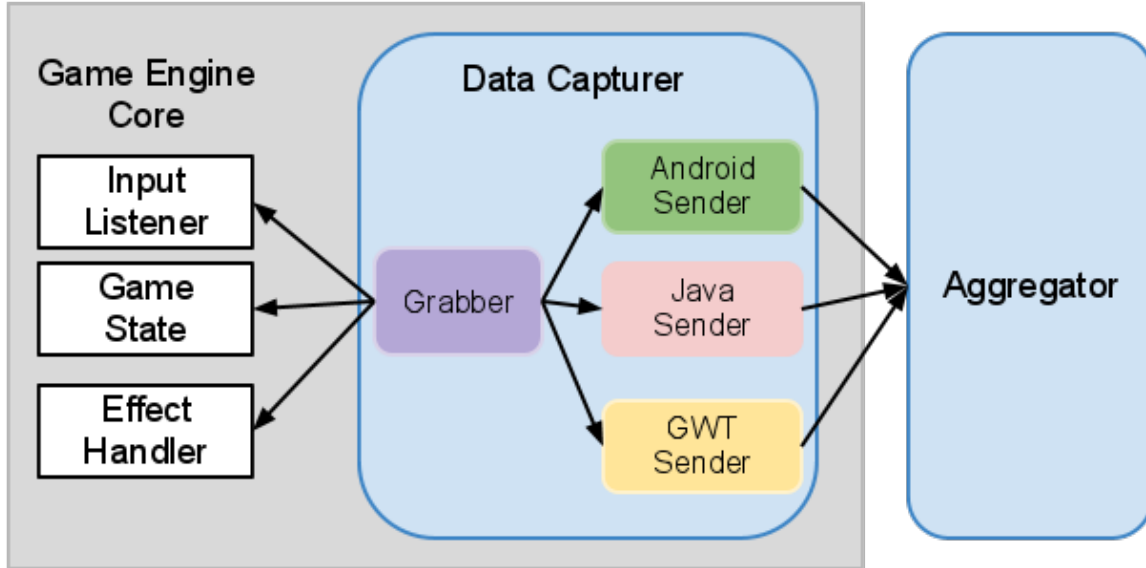 Game Engine
Core
Input
Listener
Game
State
Effect
Handler
Data Capturer
Grabber
Android
Sender
Java
Sender
GWT
Sender
Aggregator